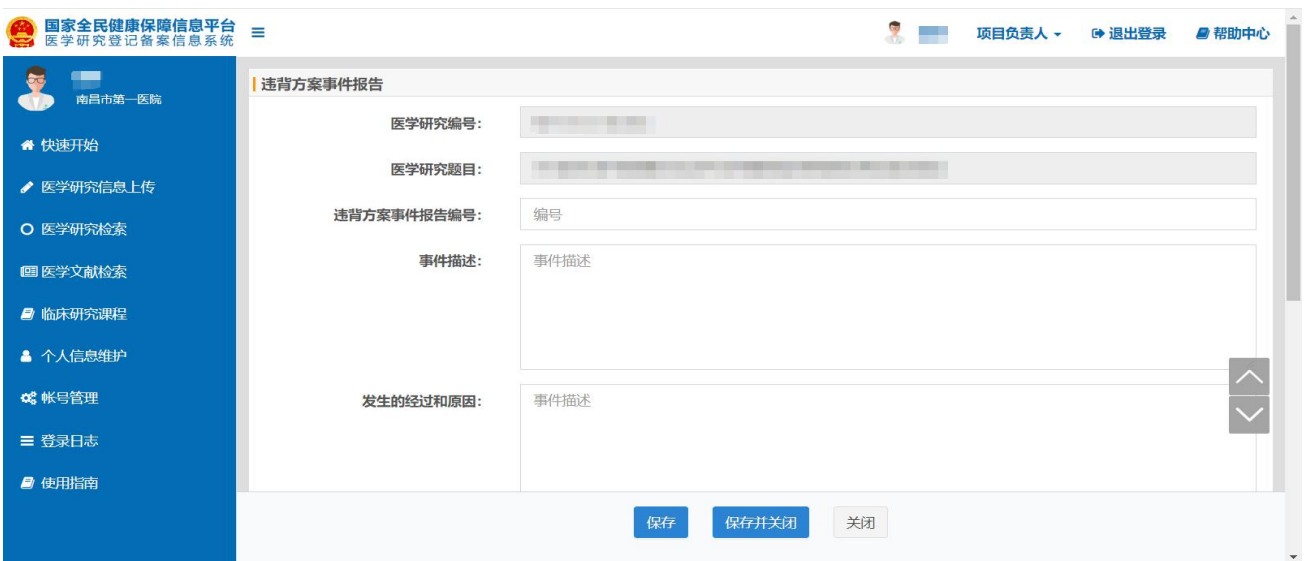 国家全民健康保障信息平台
医学研究登记备案信息系统
项目负责人
退出登录
帮助中心
南昌市第一医院
快速开始
医学研究信息上传
医学研究检索
医学文献检索
临床研究课程
个人信息维护
帐号管理
登录日志
使用指南
违背方案事件报告
医学研究编号：
医学研究题目：
违背方案事件报告编号： 编号
事件描述： 事件描述
发生的经过和原因： 事件描述
保存 保存并关闭 关闭